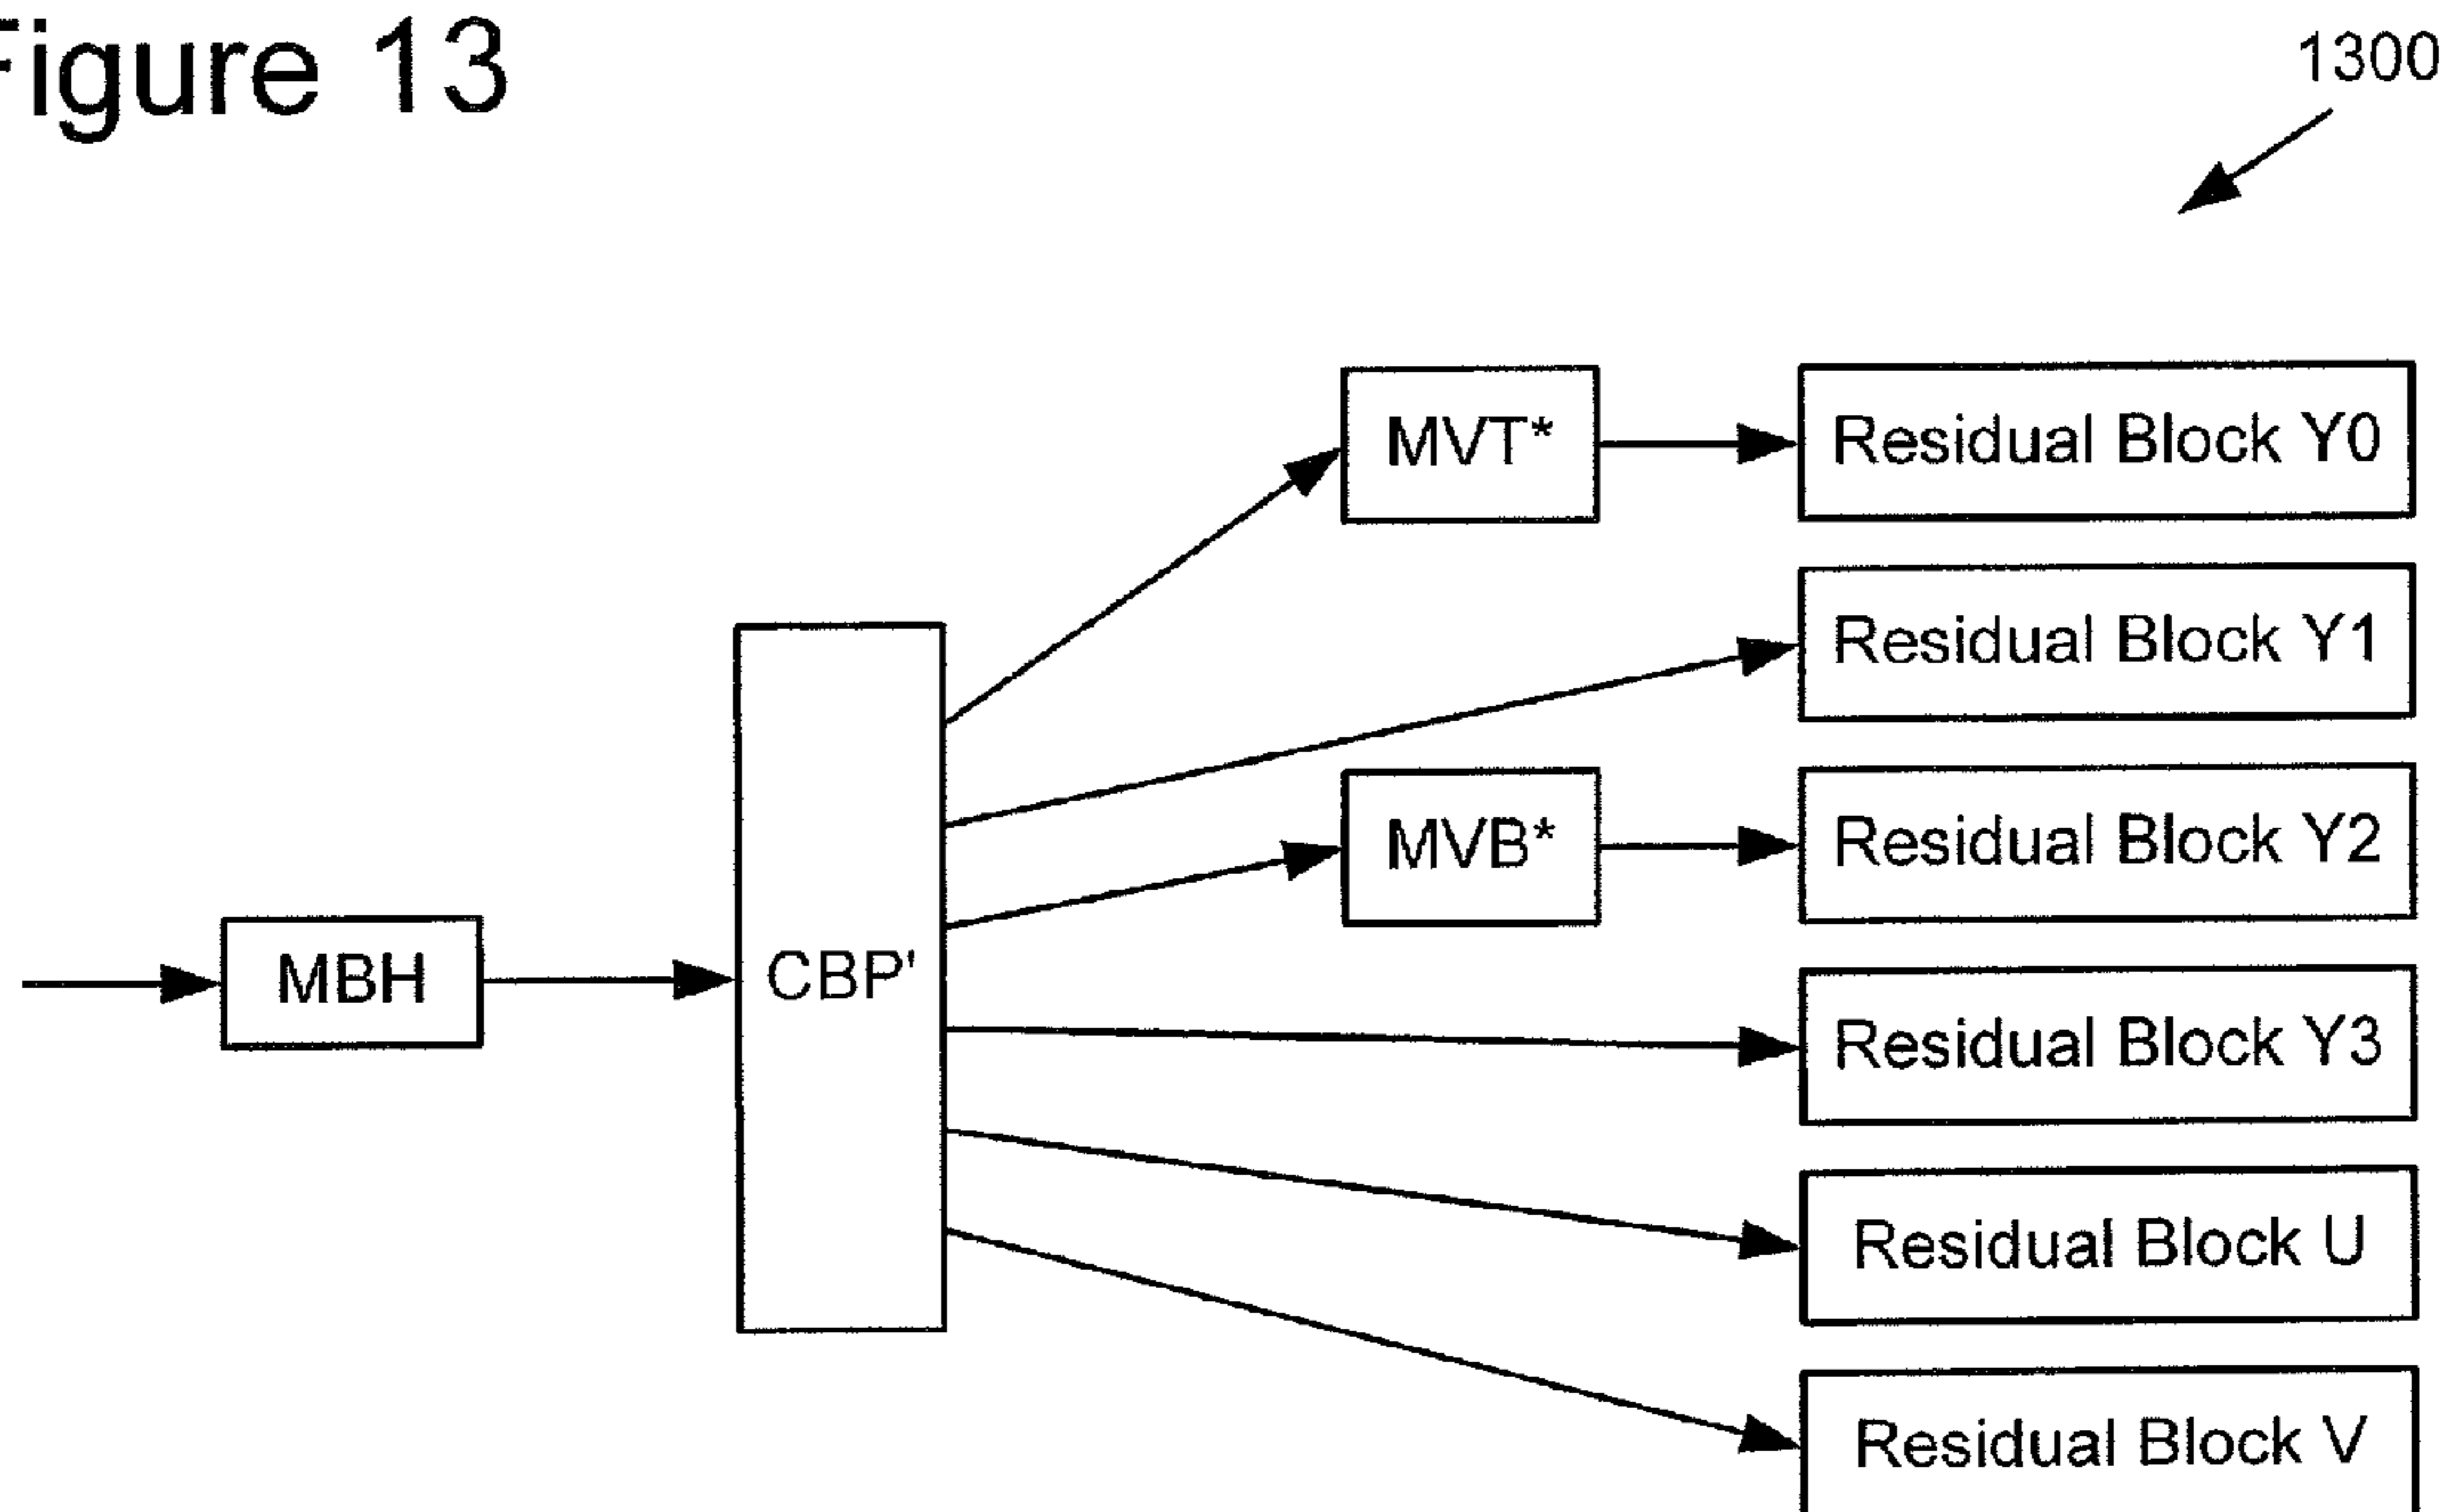 Figure 13
1300
MVT*
Residual Block Y0
Residual Block Y1
MVB*
Residual Block Y2
MBH
CBP'
Residual Block Y3
Residual Block U
Residual Block V